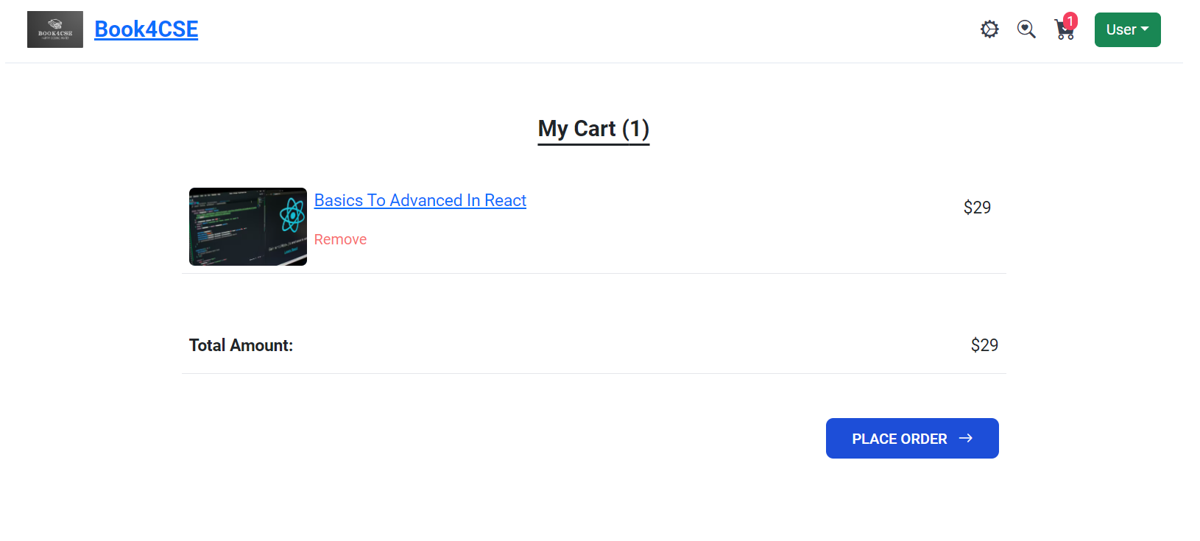 BOOK4CSE
Book4CSE
1
User
My Cart (1)
Basics To Advanced In React
$29
Remove
Total Amount:
$29
PLACE ORDER